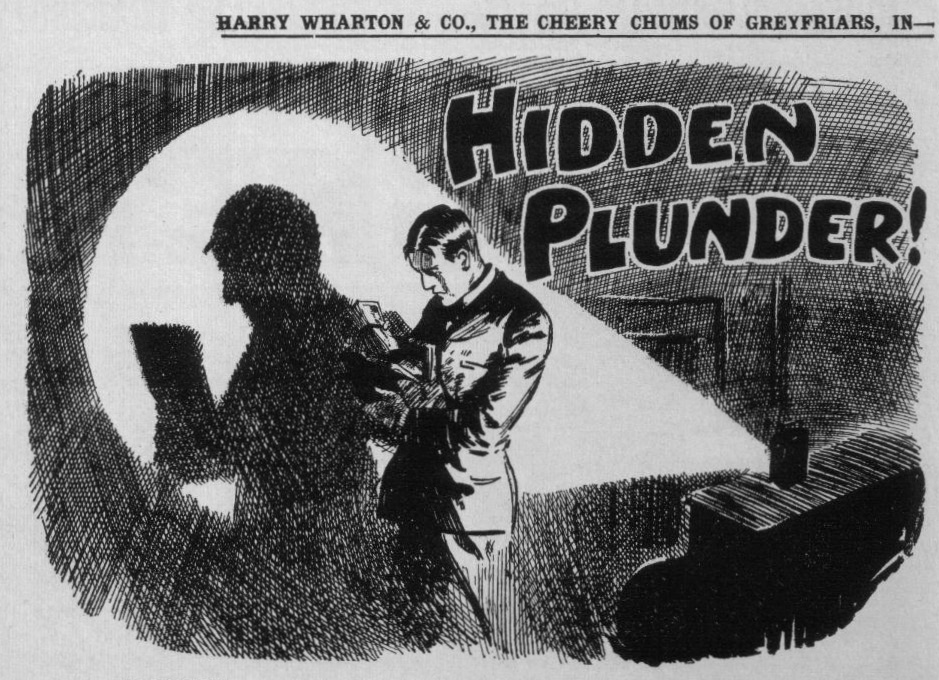 HARRY WHARTON & CO., THE CHEERY CHUMS OF GREYFRIARS, IN—
HIDDEN
PLUNDER!